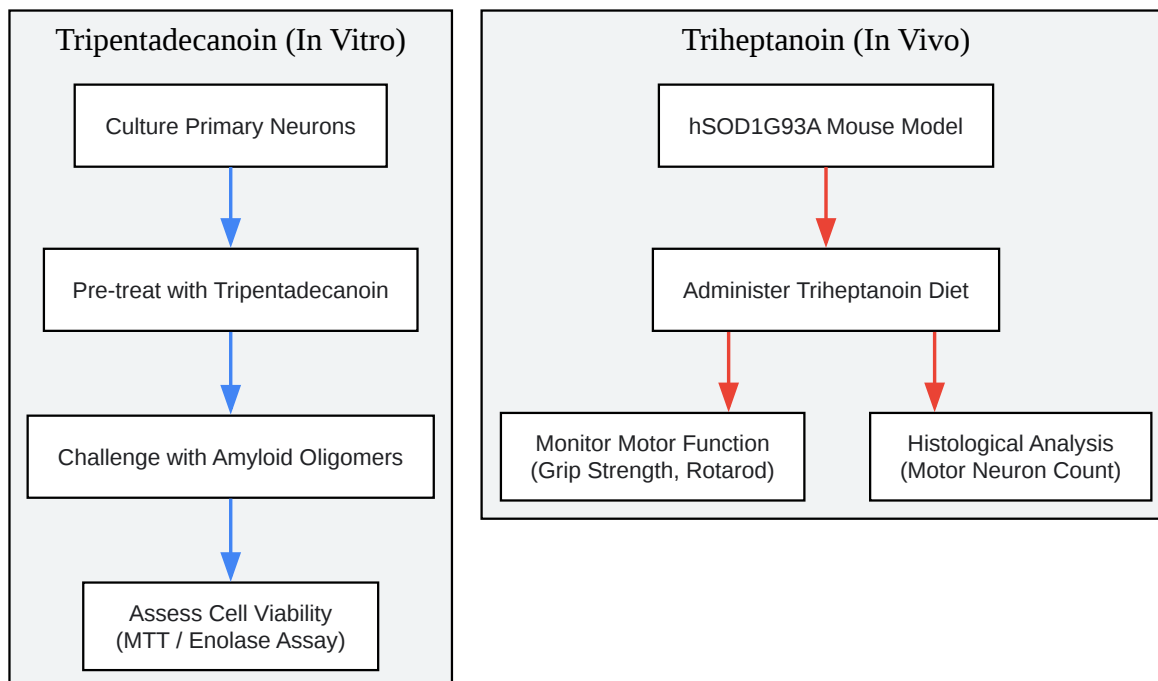 Tripentadecanoin (In Vitro)
Culture Primary Neurons
Pre-treat with Tripentadecanoin
Challenge with Amyloid Oligomers
Assess Cell Viability
(MTT / Enolase Assay)
Triheptanoin (In Vivo)
hSOD1G93A Mouse Model
Administer Triheptanoin Diet
Monitor Motor Function
(Grip Strength, Rotarod)
Histological Analysis
(Motor Neuron Count)